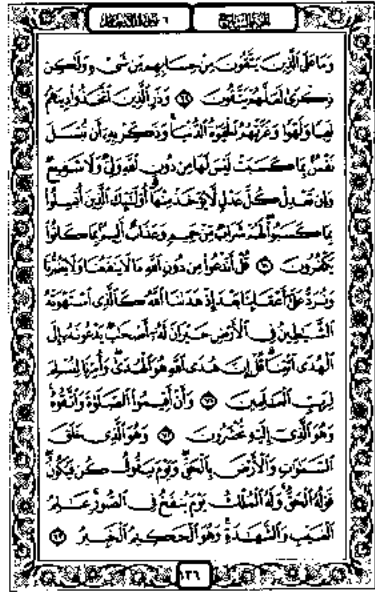 الجزء السابع ٦ سورة الأنعام
وَمَا عَلَى ٱلَّذِينَ يَتَّقُونَ مِنْ حِسَابِهِم مِّن شَىْءٍ وَلَٰكِن
ذِكْرَىٰ لَعَلَّهُمْ يَتَّقُونَ ٦٩ وَذَرِ ٱلَّذِينَ ٱتَّخَذُوا۟ دِينَهُمْ
لَعِبًا وَلَهْوًا وَغَرَّتْهُمُ ٱلْحَيَوٰةُ ٱلدُّنْيَا وَذَكِّرْ بِهِۦٓ أَن تُبْسَلَ
نَفْسٌۢ بِمَا كَسَبَتْ لَيْسَ لَهَا مِن دُونِ ٱللَّهِ وَلِىٌّ وَلَا شَفِيعٌ
وَإِن تَعْدِلْ كُلَّ عَدْلٍ لَّا يُؤْخَذْ مِنْهَآ أُو۟لَٰٓئِكَ ٱلَّذِينَ أُبْسِلُوا۟
بِمَا كَسَبُوا۟ لَهُمْ شَرَابٌ مِّنْ حَمِيمٍ وَعَذَابٌ أَلِيمٌۢ بِمَا كَانُوا۟
يَكْفُرُونَ ٧٠ قُلْ أَنَدْعُوا۟ مِن دُونِ ٱللَّهِ مَا لَا يَنفَعُنَا وَلَا يَضُرُّنَا
وَنُرَدُّ عَلَىٰٓ أَعْقَابِنَا بَعْدَ إِذْ هَدَىٰنَا ٱللَّهُ كَٱلَّذِى ٱسْتَهْوَتْهُ
ٱلشَّيَٰطِينُ فِى ٱلْأَرْضِ حَيْرَانَ لَهُۥٓ أَصْحَٰبٌ يَدْعُونَهُۥٓ إِلَى
ٱلْهُدَى ٱئْتِنَا قُلْ إِنَّ هُدَى ٱللَّهِ هُوَ ٱلْهُدَىٰ وَأُمِرْنَا لِنُسْلِمَ
لِرَبِّ ٱلْعَٰلَمِينَ ٧١ وَأَنْ أَقِيمُوا۟ ٱلصَّلَوٰةَ وَٱتَّقُوهُ
وَهُوَ ٱلَّذِىٓ إِلَيْهِ تُحْشَرُونَ ٧٢ وَهُوَ ٱلَّذِى خَلَقَ
ٱلسَّمَٰوَٰتِ وَٱلْأَرْضَ بِٱلْحَقِّ وَيَوْمَ يَقُولُ كُن فَيَكُونُ
قَوْلُهُ ٱلْحَقُّ وَلَهُ ٱلْمُلْكُ يَوْمَ يُنفَخُ فِى ٱلصُّورِ عَٰلِمُ
ٱلْغَيْبِ وَٱلشَّهَٰدَةِ وَهُوَ ٱلْحَكِيمُ ٱلْخَبِيرُ ٧٣
١٣٦